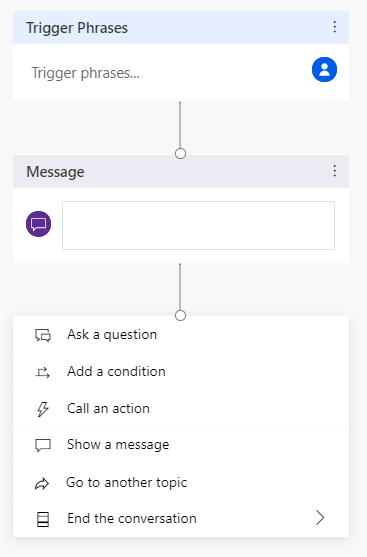 Trigger Phrases
Trigger phrases...
Message
Ask a question
Add a condition
Call an action
Show a message
Go to another topic
End the conversation